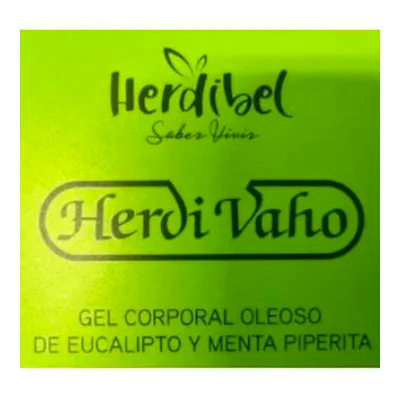 Herdibel
Saber Vivir
Herdi Vaho
GEL CORPORAL OLEOSO
DE EUCALIPTO Y MENTA PIPERITA